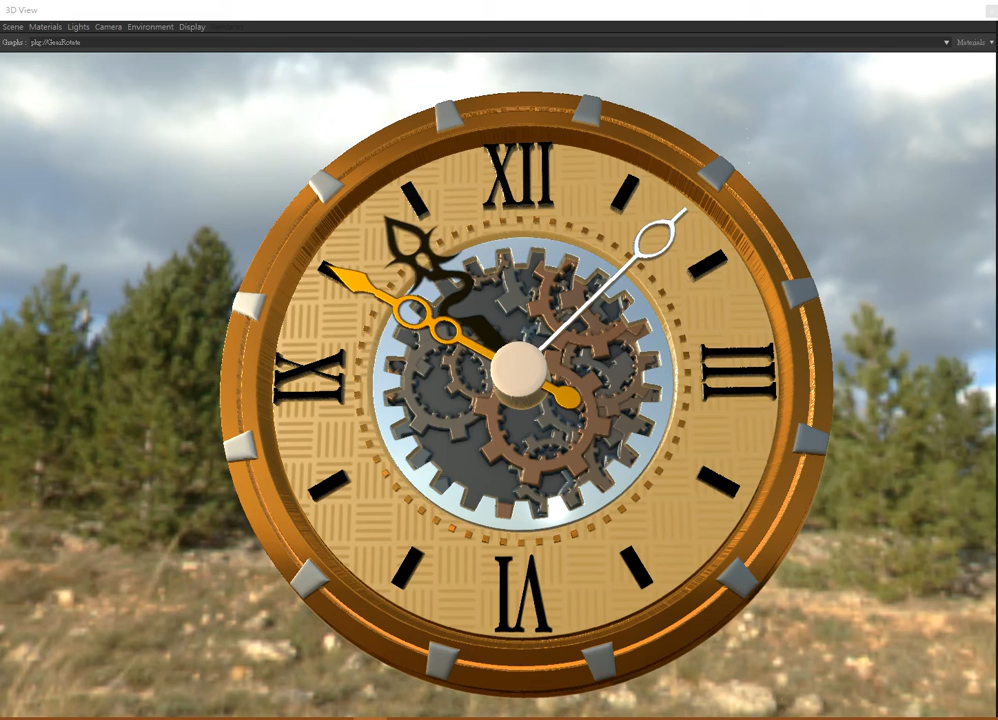 3D View
Scene Materials Lights Camera Environment Display
Graphs : pkg://GearRotate Materials
XII
IX III
VI